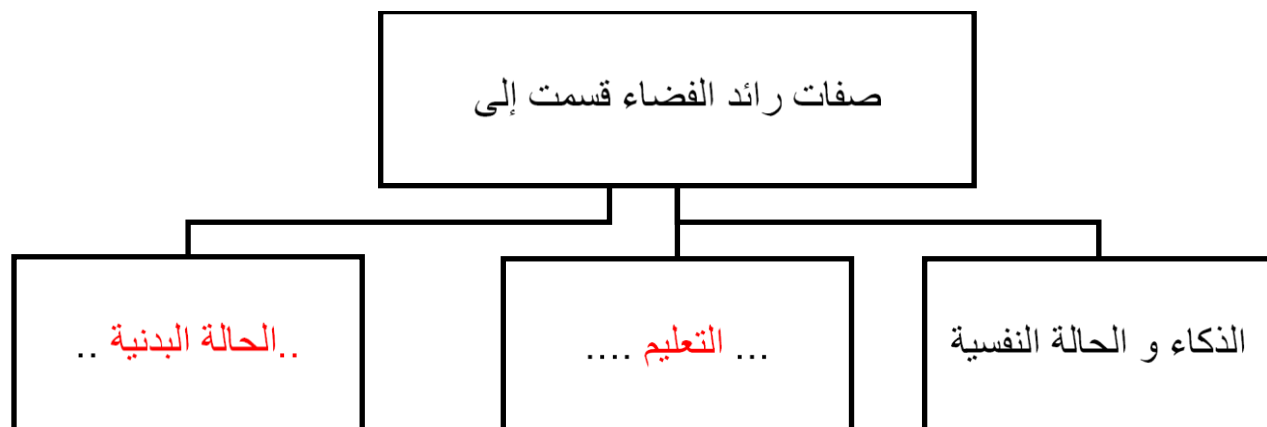 صفات رائد الفضاء قسمت إلى
الذكاء و الحالة النفسية
... التعليم ....
..الحالة البدنية ..